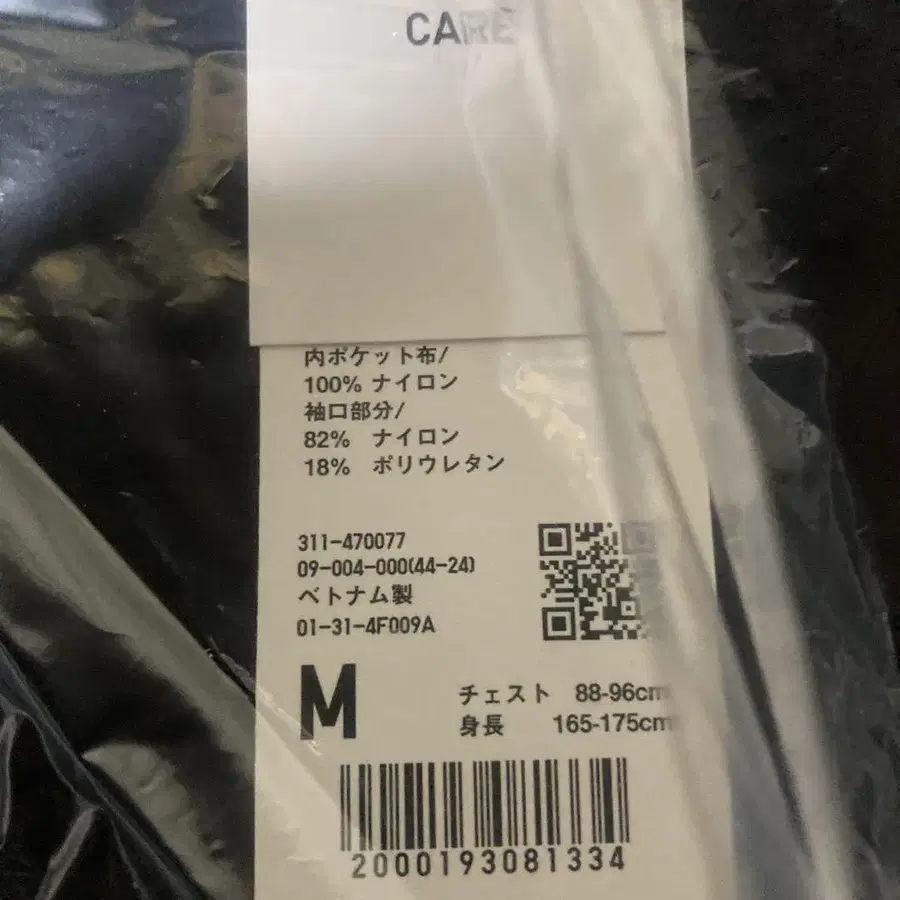 CARE
内ポケット布/
100% ナイロン
袖口部分/
82% ナイロン
18% ポリウレタン
311-470077
09-004-000(44-24)
ベトナム製
01-31-4F009A
M
チェスト 88-96cm
身長 165-175cm
2000193081334